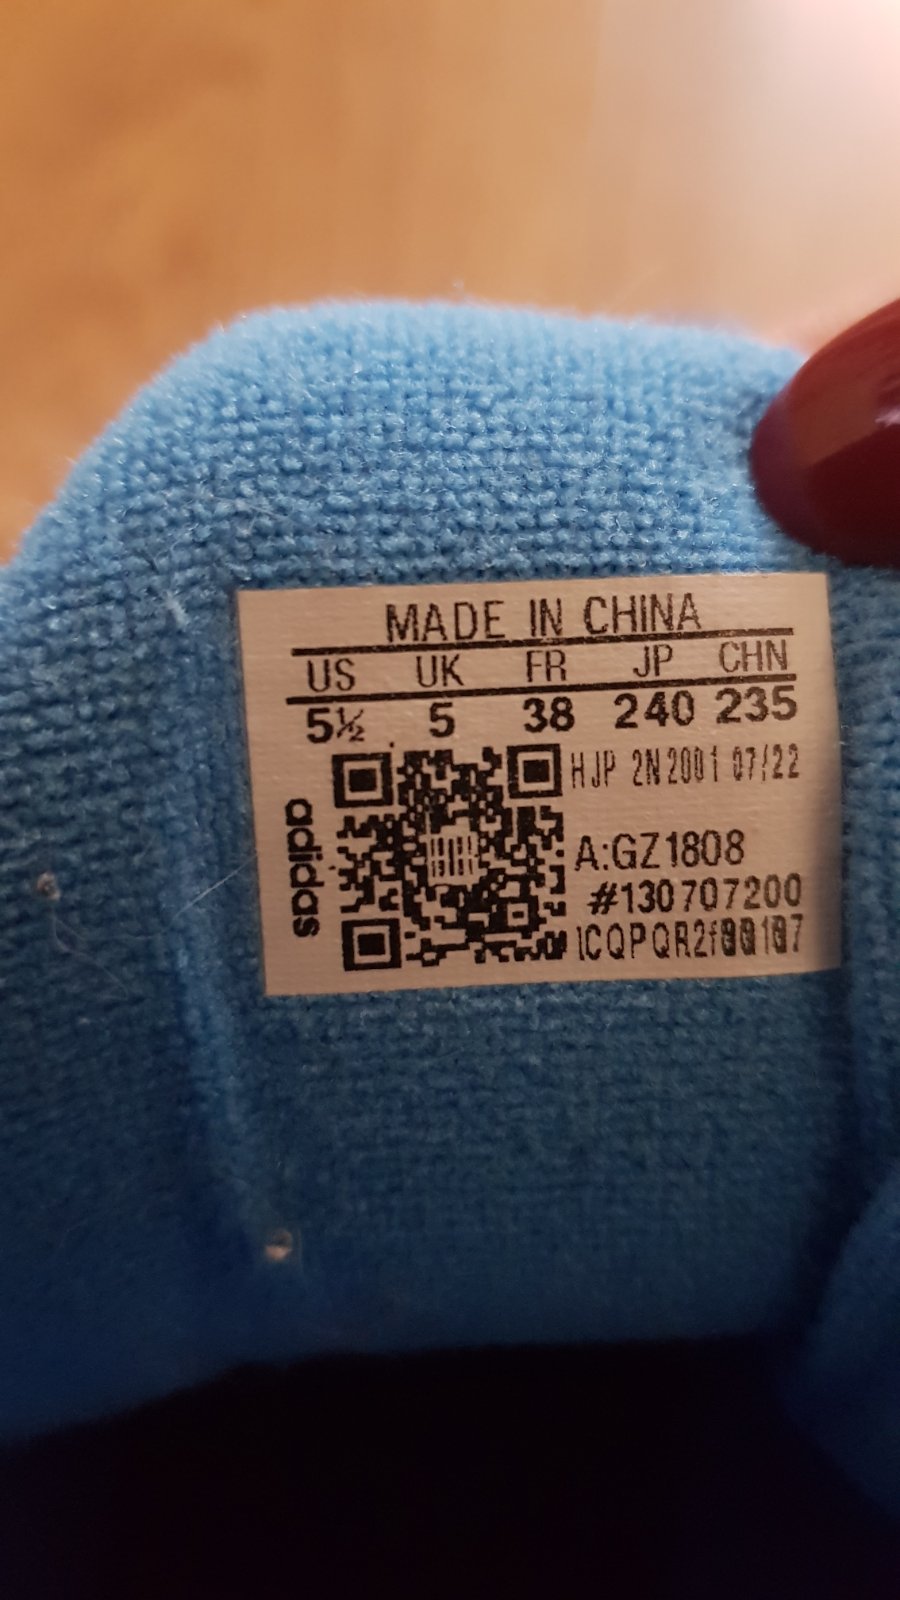 MADE IN CHINA
US UK FR JP CHN
5½ 5 38 240 235
HJP 2N2001 07/22
A:GZ1808
#130707200
adidas